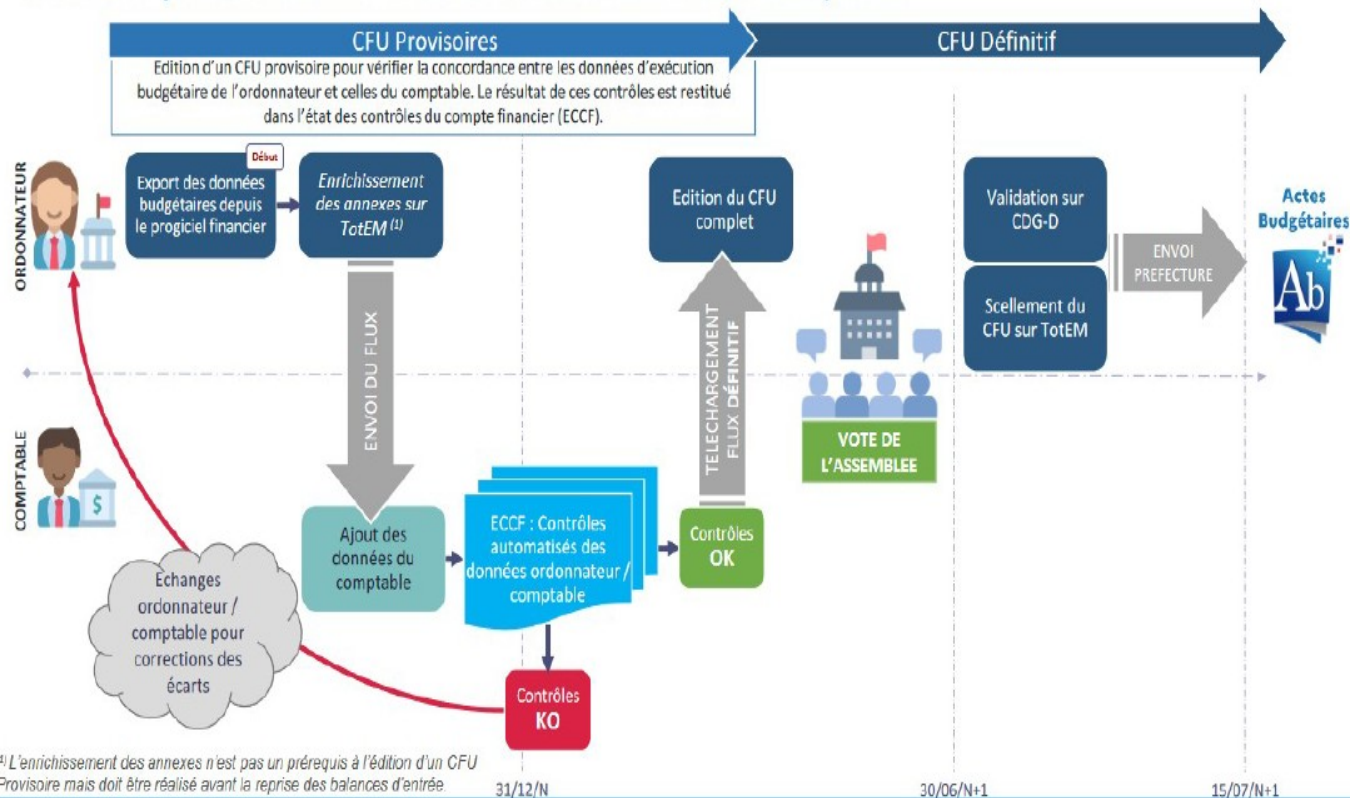 CFU Provisoires
CFU Définitif
Edition d'un CFU provisoire pour vérifier la concordance entre les données d'exécution
budgétaire de l'ordonnateur et celles du comptable. Le résultat de ces contrôles est restitué
dans l'état des contrôles du compte financier (ECCF).
ORDONNATEUR
Début
Export des données
budgétaires depuis
le progiciel financier
Enrichissement
des annexes sur
TotEM (1)
Edition du CFU
complet
Validation sur
CDG-D
Scellement du
CFU sur TotEM
ENVOI
PREFECTURE
Actes
Budgétaires
Ab
ENVOI DU FLUX
TELECHARGEMENT
FLUX DÉFINITIF
VOTE DE
L'ASSEMBLEE
COMPTABLE
$
Ajout des
données du
comptable
ECCF : Contrôles
automatisés des
données ordonnateur /
comptable
Contrôles
OK
Echanges
ordonnateur /
comptable pour
corrections des
écarts
Contrôles
KO
(1) L'enrichissement des annexes n'est pas un prérequis à l'édition d'un CFU
Provisoire mais doit être réalisé avant la reprise des balances d'entrée.
31/12/N
30/06/N+1
15/07/N+1